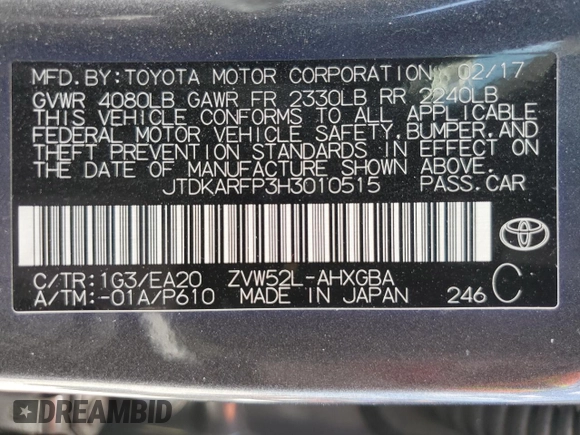 MFD. BY: TOYOTA MOTOR CORPORATION 02/17
GVWR 4080LB GAWR FR 2330LB RR 2240LB
THIS VEHICLE CONFORMS TO ALL APPLICABLE
FEDERAL MOTOR VEHICLE SAFETY, BUMPER, AND
THEFT PREVENTION STANDARDS IN EFFECT ON
THE DATE OF MANUFACTURE SHOWN ABOVE.
JTDKARFP3H3010515 PASS. CAR
C/TR: 1G3/EA20 ZVW52L-AHXGBA
A/TM: -01A/P610 MADE IN JAPAN 246 C
TOYOTA
DREAMBID